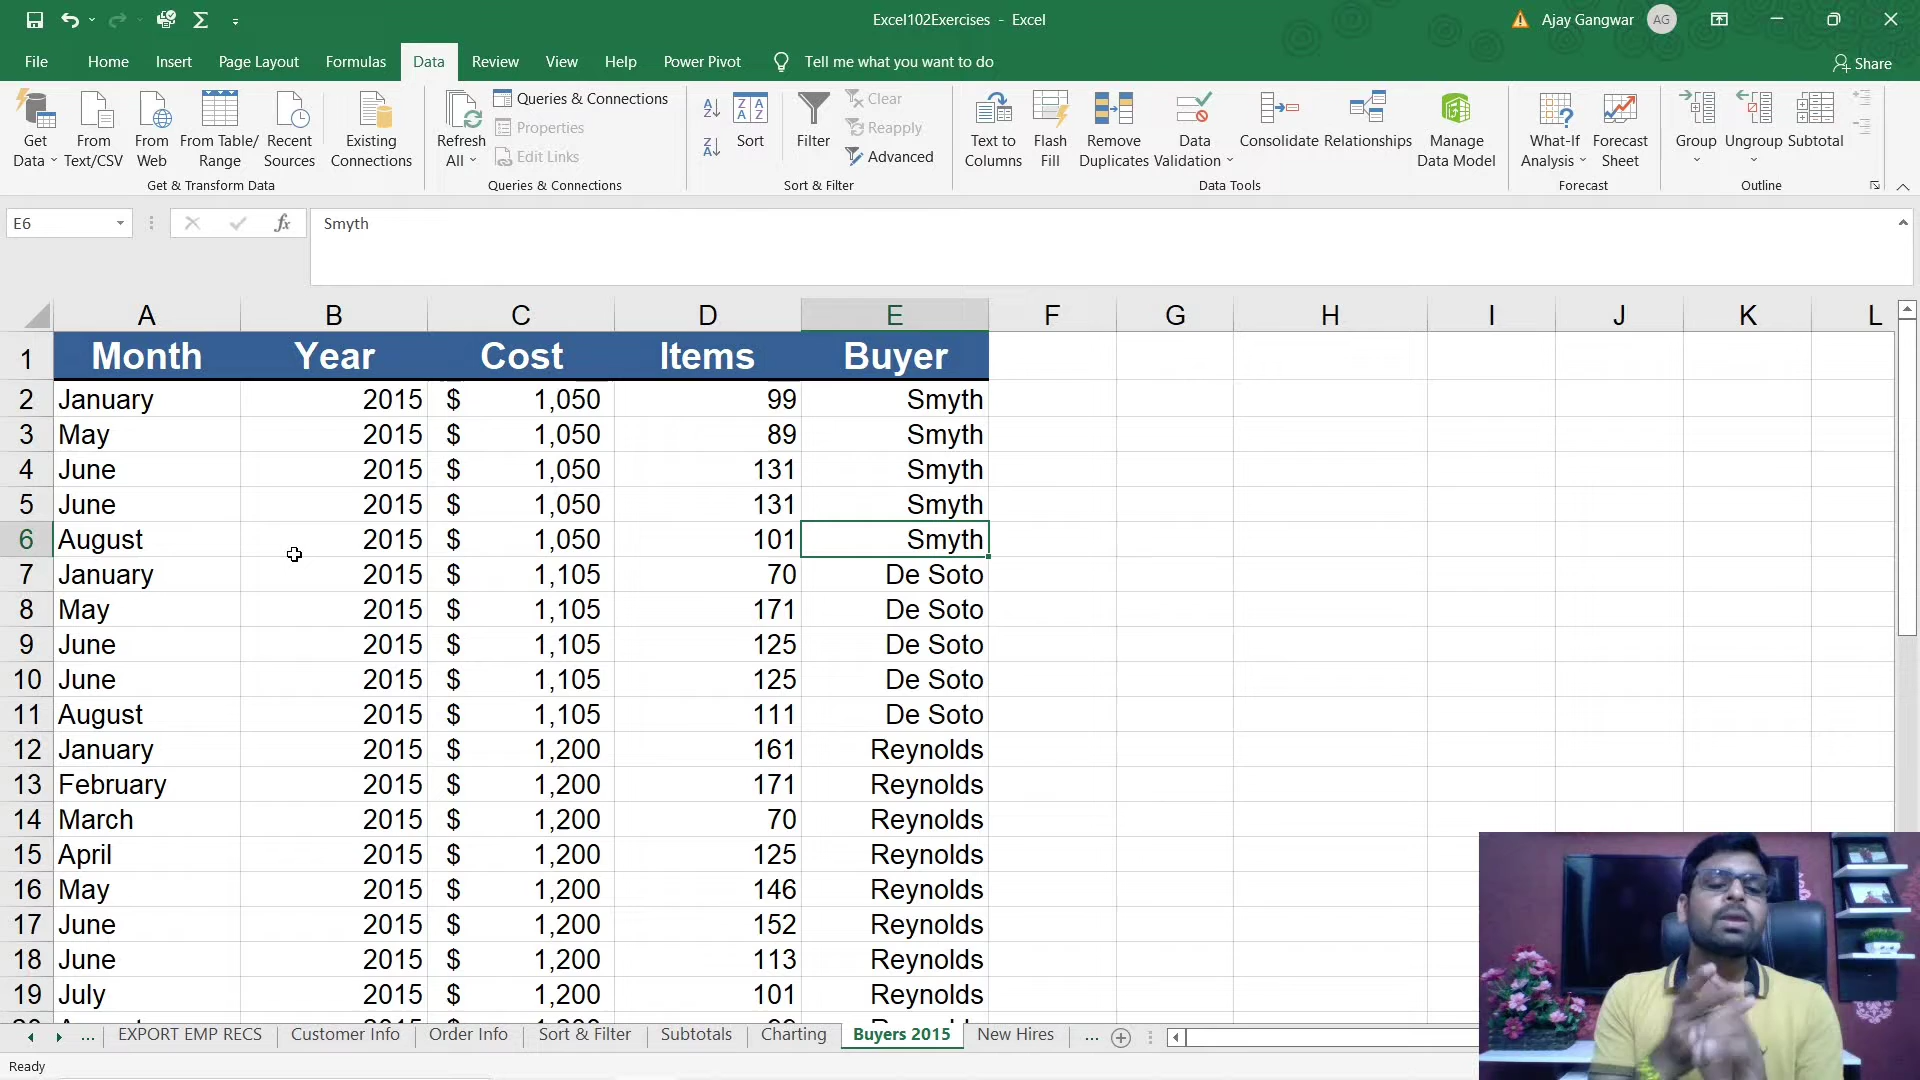 Excel102Exercises - Excel
Ajay Gangwar AG
File Home Insert Page Layout Formulas Data Review View Help Power Pivot Tell me what you want to do Share
Get Data From Text/CSV From Web From Table/ Range Recent Sources Existing Connections
Get & Transform Data
Refresh All Queries & Connections
Properties
Edit Links
Queries & Connections
Sort Filter Clear
Reapply
Advanced
Sort & Filter
Text to Columns Flash Fill Remove Duplicates Data Validation Consolidate Relationships Manage Data Model
Data Tools
What-If Analysis Forecast Sheet
Forecast
Group Ungroup Subtotal
Outline
E6 fx Smyth
A B C D E F G H I J K L
1 Month Year Cost Items Buyer
2 January 2015 $ 1,050 99 Smyth
3 May 2015 $ 1,050 89 Smyth
4 June 2015 $ 1,050 131 Smyth
5 June 2015 $ 1,050 131 Smyth
6 August 2015 $ 1,050 101 Smyth
7 January 2015 $ 1,105 70 De Soto
8 May 2015 $ 1,105 171 De Soto
9 June 2015 $ 1,105 125 De Soto
10 June 2015 $ 1,105 125 De Soto
11 August 2015 $ 1,105 111 De Soto
12 January 2015 $ 1,200 161 Reynolds
13 February 2015 $ 1,200 171 Reynolds
14 March 2015 $ 1,200 70 Reynolds
15 April 2015 $ 1,200 125 Reynolds
16 May 2015 $ 1,200 146 Reynolds
17 June 2015 $ 1,200 152 Reynolds
18 June 2015 $ 1,200 113 Reynolds
19 July 2015 $ 1,200 101 Reynolds
... EXPORT EMP RECS Customer Info Order Info Sort & Filter Subtotals Charting Buyers 2015 New Hires ...
Ready